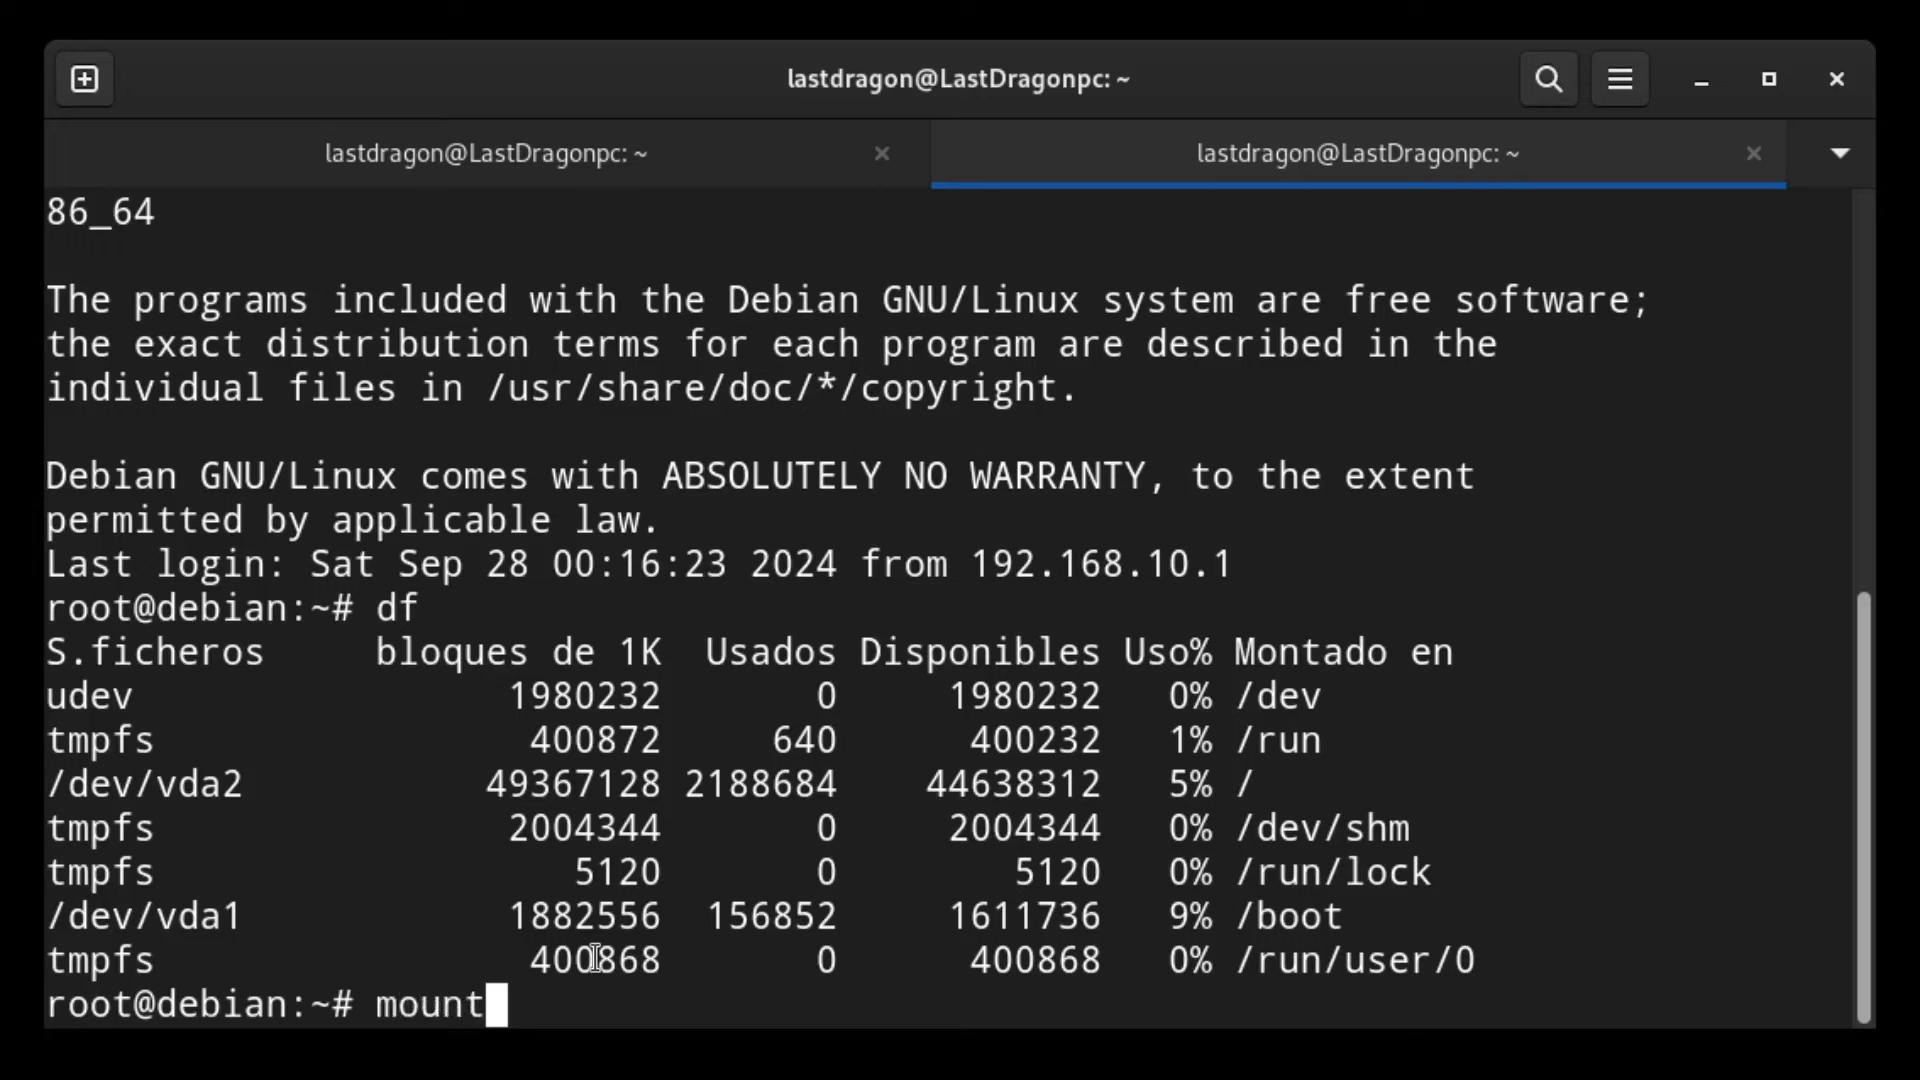 lastdragon@LastDragonpc: ~
lastdragon@LastDragonpc: ~
lastdragon@LastDragonpc: ~
86_64
The programs included with the Debian GNU/Linux system are free software;
the exact distribution terms for each program are described in the
individual files in /usr/share/doc/*/copyright.
Debian GNU/Linux comes with ABSOLUTELY NO WARRANTY, to the extent
permitted by applicable law.
Last login: Sat Sep 28 00:16:23 2024 from 192.168.10.1
root@debian:~# df
S.ficheros     bloques de 1K  Usados Disponibles Uso% Montado en
udev                 1980232       0     1980232   0% /dev
tmpfs                 400872     640      400232   1% /run
/dev/vda2           49367128 2188684    44638312   5% /
tmpfs                2004344       0     2004344   0% /dev/shm
tmpfs                   5120       0        5120   0% /run/lock
/dev/vda1            1882556  156852     1611736   9% /boot
tmpfs                 400868       0      400868   0% /run/user/0
root@debian:~# mount